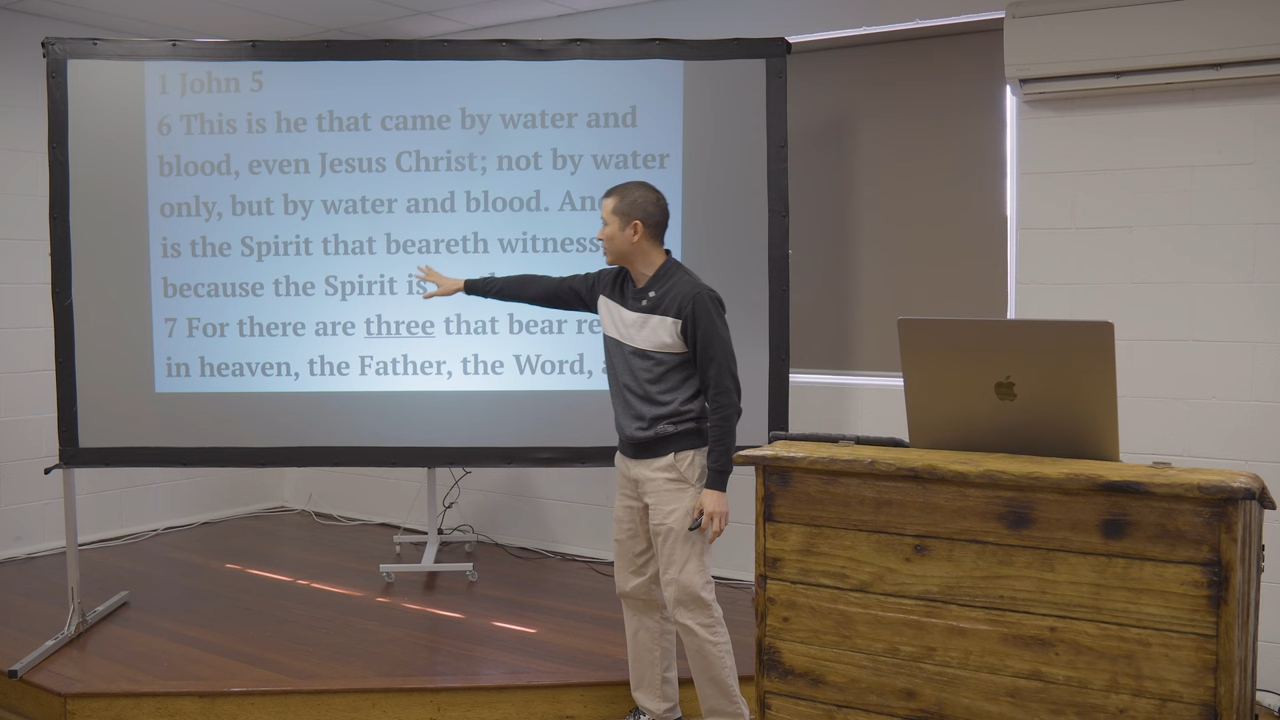 1 John 5
6 This is he that came by water and
blood, even Jesus Christ; not by water
only, but by water and blood. And
is the Spirit that beareth witness
because the Spirit is
7 For there are three that bear re
in heaven, the Father, the Word,